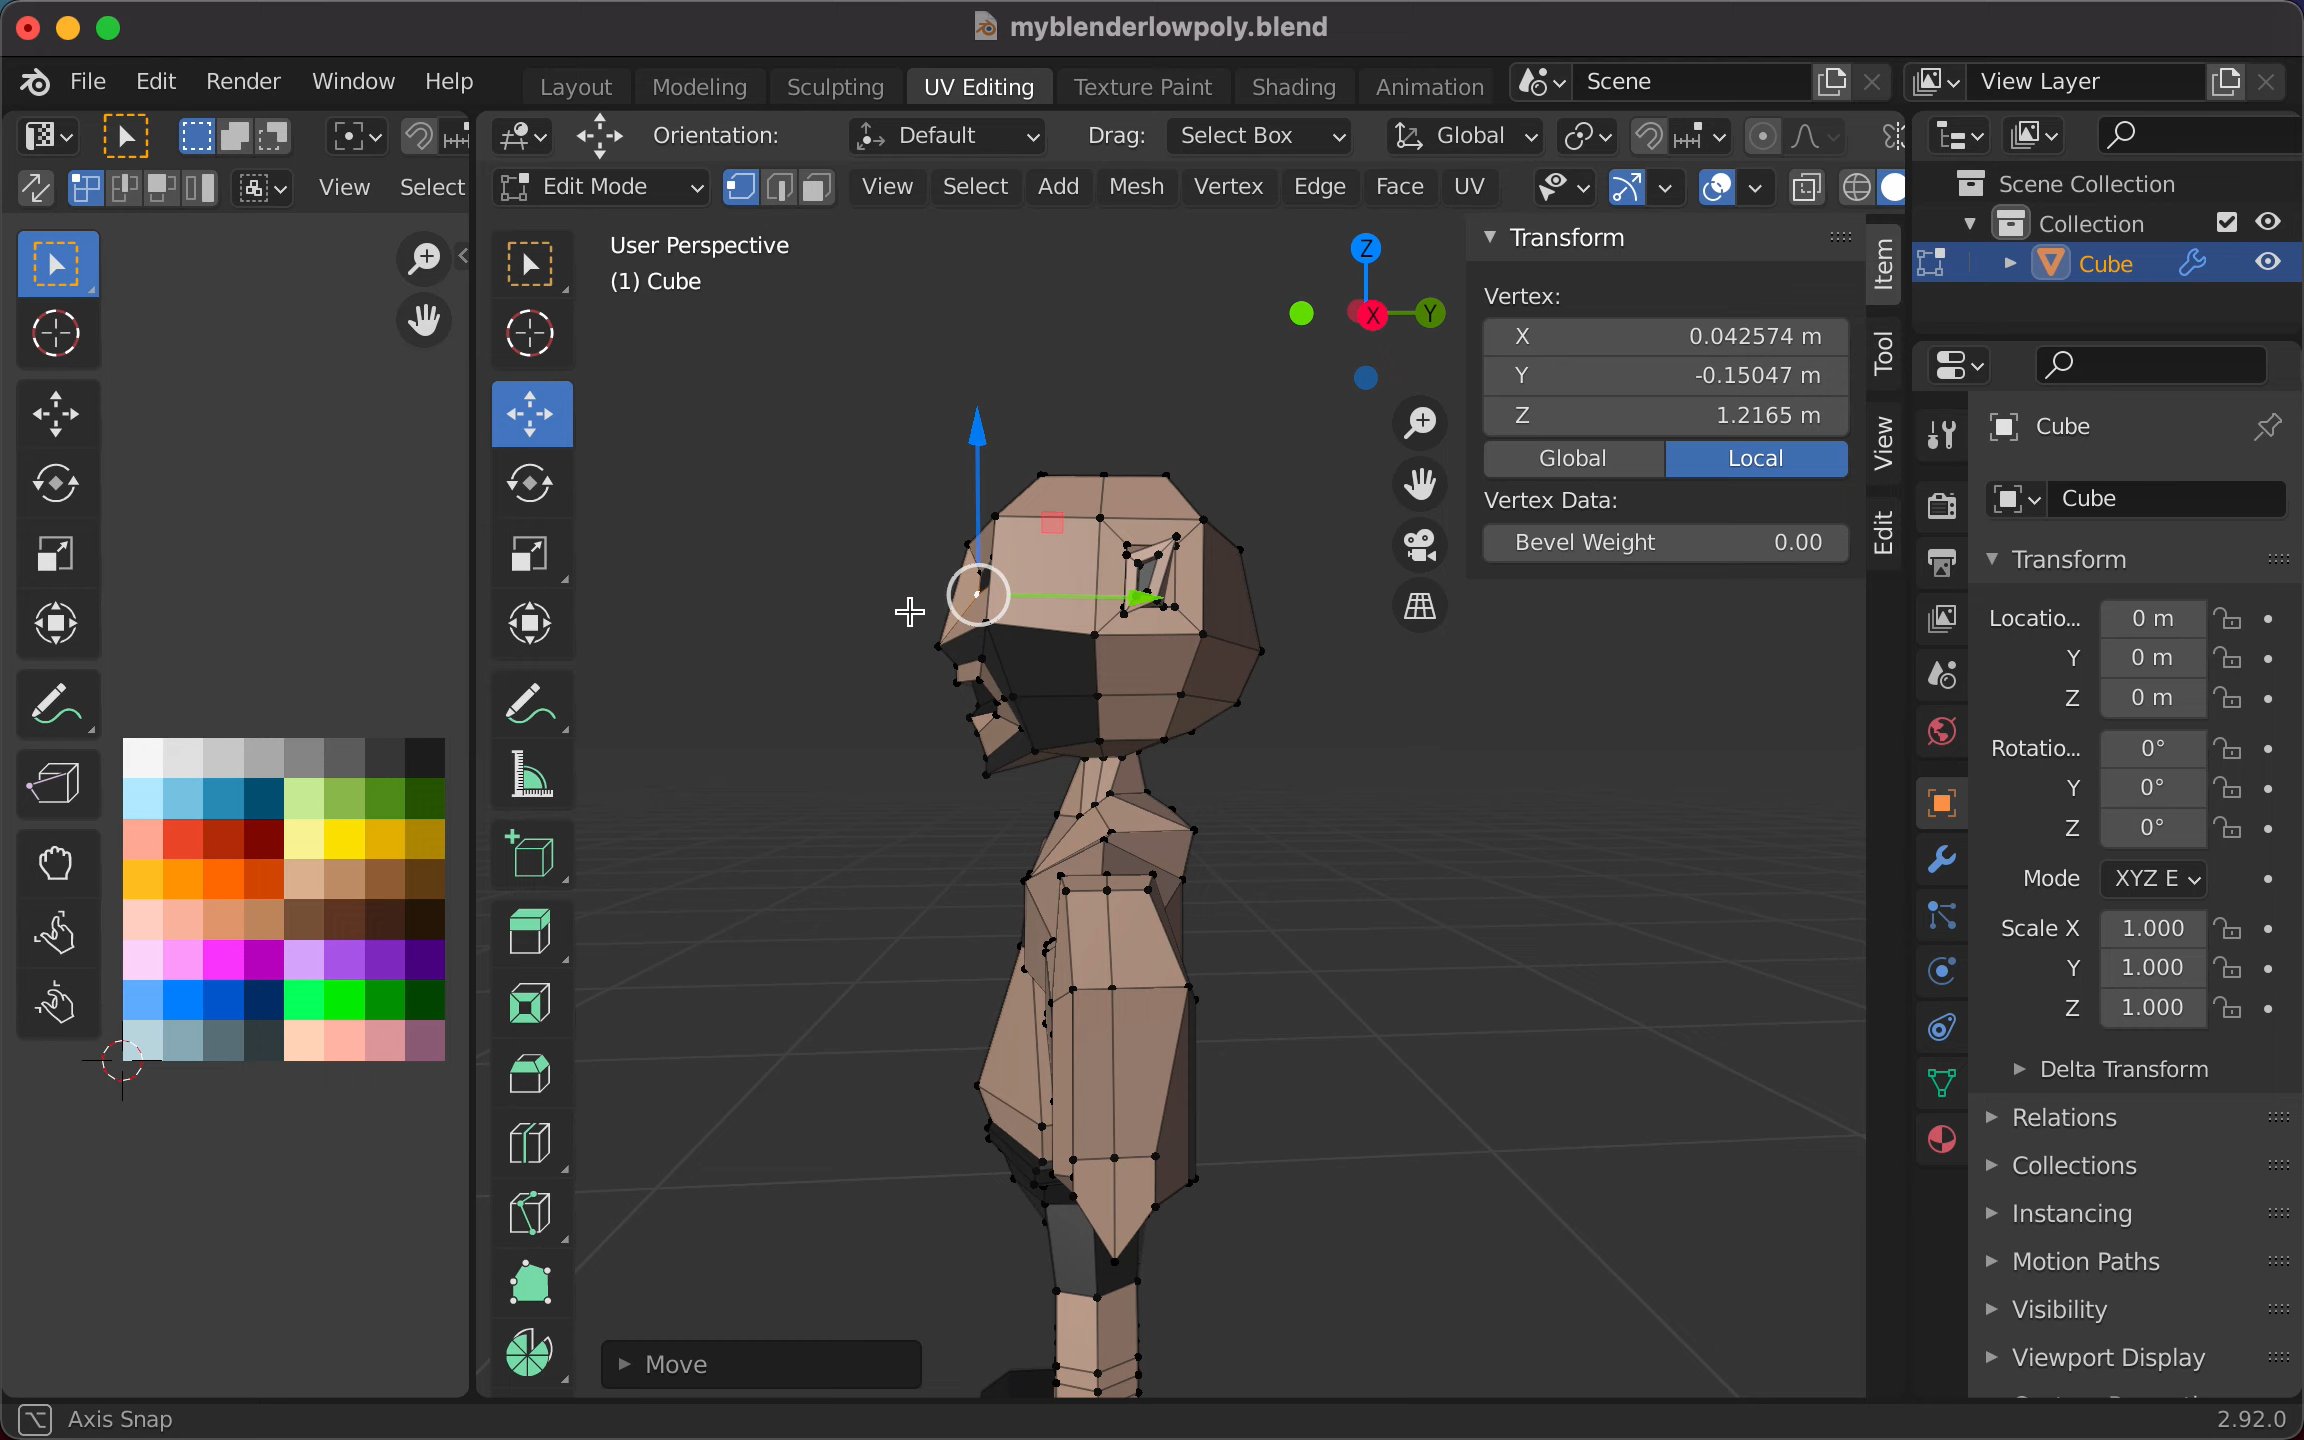 myblenderlowpoly.blend
File Edit Render Window Help Layout Modeling Sculpting UV Editing Texture Paint Shading Animation Scene View Layer
Orientation: Default Drag: Select Box Global
View Select Edit Mode View Select Add Mesh Vertex Edge Face UV
User Perspective
(1) Cube
Z
X
Y
Transform
Vertex:
X 0.042574 m
Y -0.15047 m
Z 1.2165 m
Global Local
Vertex Data:
Bevel Weight 0.00
Item
Tool
View
Edit
Scene Collection
Collection
Cube
Cube
Cube
Transform
Locatio... 0 m
Y 0 m
Z 0 m
Rotatio... 0°
Y 0°
Z 0°
Mode XYZ E
Scale X 1.000
Y 1.000
Z 1.000
Delta Transform
Relations
Collections
Instancing
Motion Paths
Visibility
Viewport Display
Move
Axis Snap
2.92.0